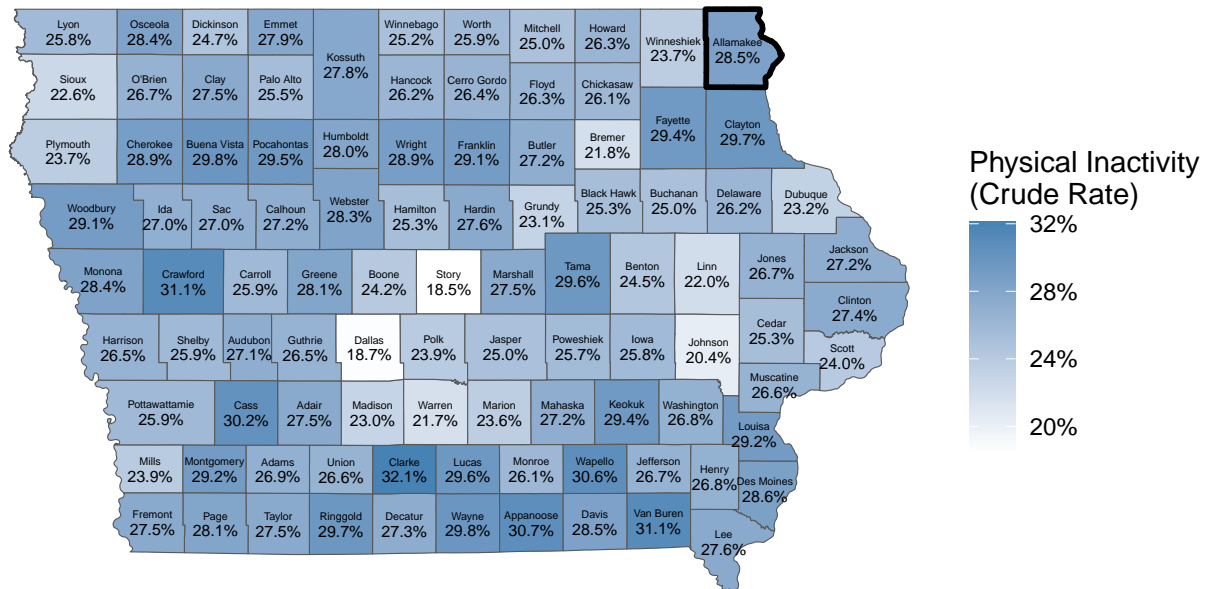 Lyon
25.8%
Osceola
28.4%
Dickinson
24.7%
Emmet
27.9%
Kossuth
27.8%
Winnebago
25.2%
Worth
25.9%
Mitchell
25.0%
Howard
26.3%
Winneshiek
23.7%
Allamakee
28.5%
Sioux
22.6%
O'Brien
26.7%
Clay
27.5%
Palo Alto
25.5%
Hancock
26.2%
Cerro Gordo
26.4%
Floyd
26.3%
Chickasaw
26.1%
Fayette
29.4%
Clayton
29.7%
Plymouth
23.7%
Cherokee
28.9%
Buena Vista
29.8%
Pocahontas
29.5%
Humboldt
28.0%
Wright
28.9%
Franklin
29.1%
Butler
27.2%
Bremer
21.8%
Woodbury
29.1%
Ida
27.0%
Sac
27.0%
Calhoun
27.2%
Webster
28.3%
Hamilton
25.3%
Hardin
27.6%
Grundy
23.1%
Black Hawk
25.3%
Buchanan
25.0%
Delaware
26.2%
Dubuque
23.2%
Monona
28.4%
Crawford
31.1%
Carroll
25.9%
Greene
28.1%
Boone
24.2%
Story
18.5%
Marshall
27.5%
Tama
29.6%
Benton
24.5%
Linn
22.0%
Jones
26.7%
Jackson
27.2%
Clinton
27.4%
Harrison
26.5%
Shelby
25.9%
Audubon
27.1%
Guthrie
26.5%
Dallas
18.7%
Polk
23.9%
Jasper
25.0%
Poweshiek
25.7%
Iowa
25.8%
Johnson
20.4%
Cedar
25.3%
Scott
24.0%
Muscatine
26.6%
Pottawattamie
25.9%
Cass
30.2%
Adair
27.5%
Madison
23.0%
Warren
21.7%
Marion
23.6%
Mahaska
27.2%
Keokuk
29.4%
Washington
26.8%
Louisa
29.2%
Mills
23.9%
Montgomery
29.2%
Adams
26.9%
Union
26.6%
Clarke
32.1%
Lucas
29.6%
Monroe
26.1%
Wapello
30.6%
Jefferson
26.7%
Henry
26.8%
Des Moines
28.6%
Fremont
27.5%
Page
28.1%
Taylor
27.5%
Ringgold
29.7%
Decatur
27.3%
Wayne
29.8%
Appanoose
30.7%
Davis
28.5%
Van Buren
31.1%
Lee
27.6%
Physical Inactivity
(Crude Rate)
32%
28%
24%
20%